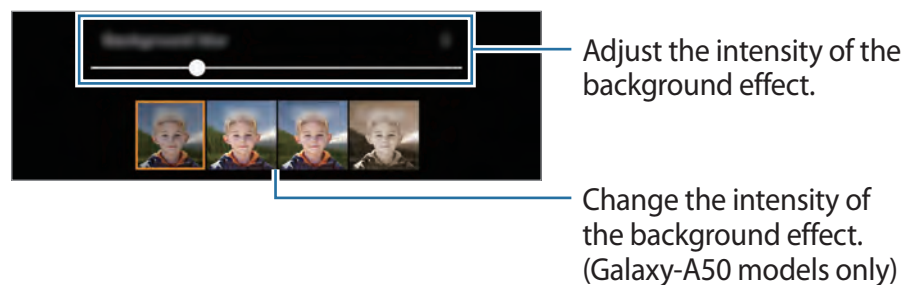 Adjust the intensity of the
background effect.
Change the intensity of
the background effect.
(Galaxy-A50 models only)